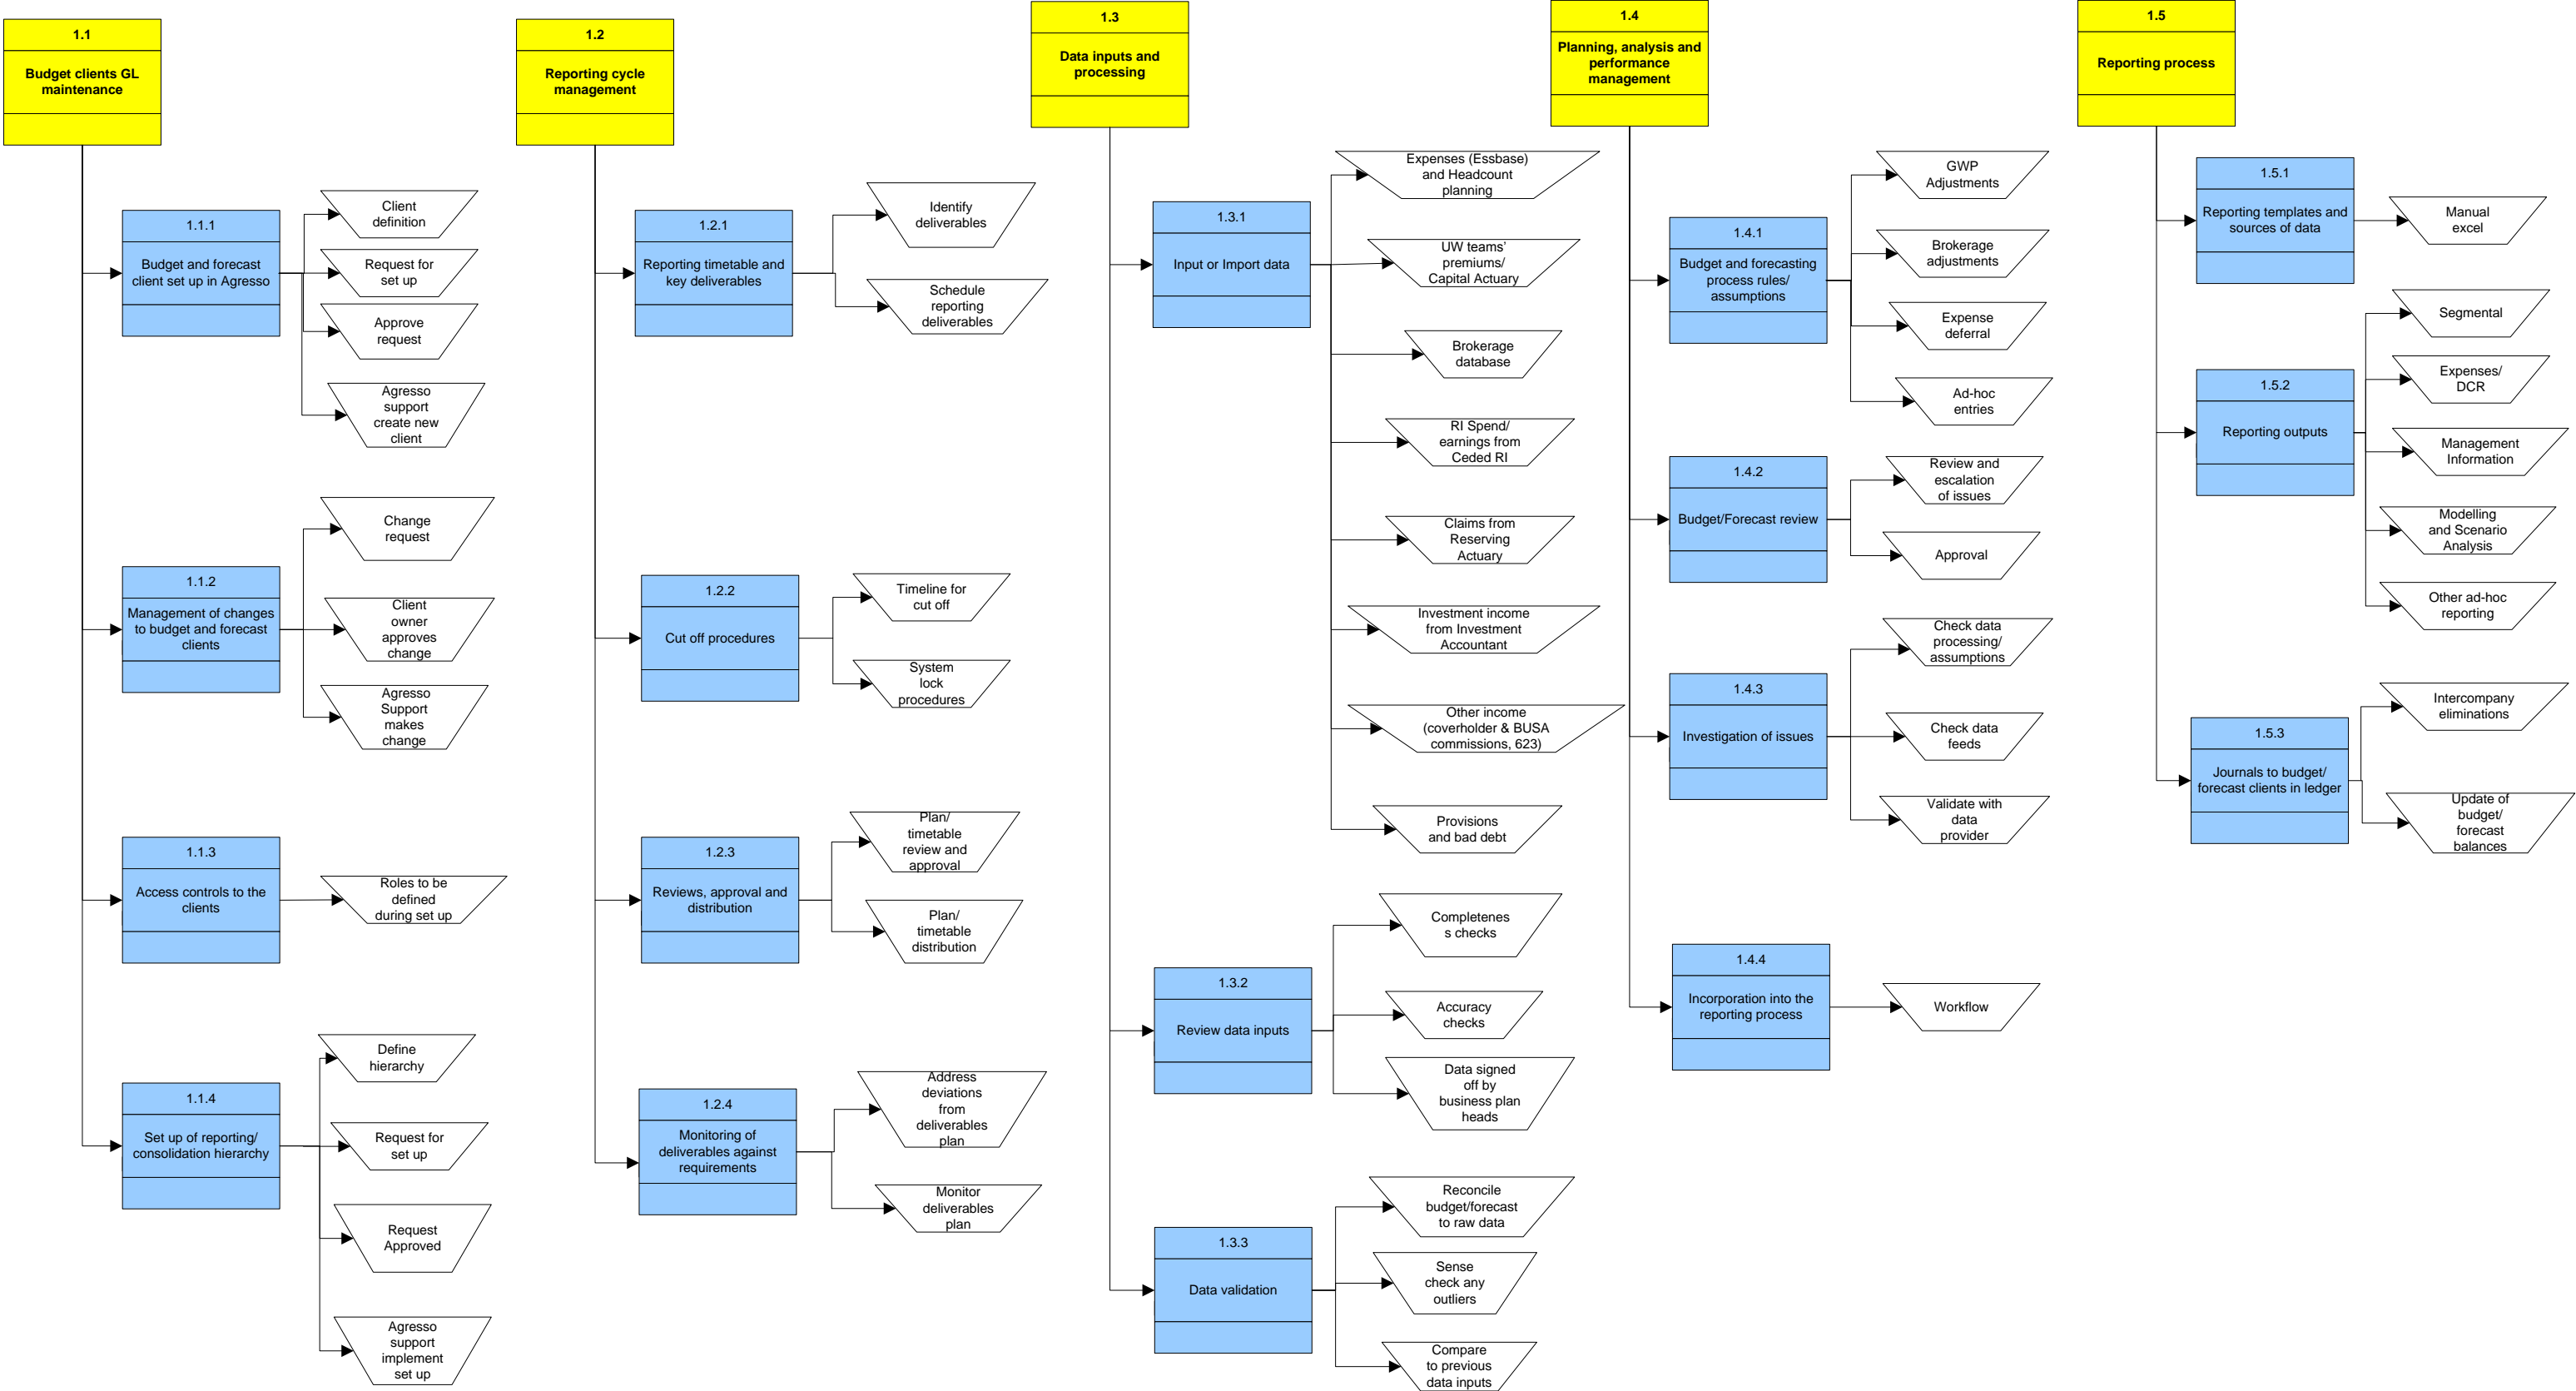 1.1
Budget clients GL
maintenance
1.1.1
Budget and forecast
client set up in Agresso
Client
definition
Request for
set up
Approve
request
Agresso
support
create new
client
1.1.2
Management of changes
to budget and forecast
clients
Change
request
Client
owner
approves
change
Agresso
Support
makes
change
1.1.3
Access controls to the
clients
Roles to be
defined
during set up
1.1.4
Set up of reporting/
consolidation hierarchy
Define
hierarchy
Request for
set up
Request
Approved
Agresso
support
implement
set up
1.2
Reporting cycle
management
1.2.1
Reporting timetable and
key deliverables
Identify
deliverables
Schedule
reporting
deliverables
1.2.2
Cut off procedures
Timeline for
cut off
System
lock
procedures
1.2.3
Reviews, approval and
distribution
Plan/
timetable
review and
approval
Plan/
timetable
distribution
1.2.4
Monitoring of
deliverables against
requirements
Address
deviations
from
deliverables
plan
Monitor
deliverables
plan
1.3
Data inputs and
processing
1.3.1
Input or Import data
Expenses (Essbase)
and Headcount
planning
UW teams’
premiums/
Capital Actuary
Brokerage
database
RI Spend/
earnings from
Ceded RI
Claims from
Reserving
Actuary
Investment income
from Investment
Accountant
Other income
(coverholder & BUSA
commissions, 623)
Provisions
and bad debt
1.3.2
Review data inputs
Completenes
s checks
Accuracy
checks
Data signed
off by
business plan
heads
1.3.3
Data validation
Reconcile
budget/forecast
to raw data
Sense
check any
outliers
Compare
to previous
data inputs
1.4
Planning, analysis and
performance
management
1.4.1
Budget and forecasting
process rules/
assumptions
GWP
Adjustments
Brokerage
adjustments
Expense
deferral
Ad-hoc
entries
1.4.2
Budget/Forecast review
Review and
escalation
of issues
Approval
1.4.3
Investigation of issues
Check data
processing/
assumptions
Check data
feeds
Validate with
data
provider
1.4.4
Incorporation into the
reporting process
Workflow
1.5
Reporting process
1.5.1
Reporting templates and
sources of data
Manual
excel
1.5.2
Reporting outputs
Segmental
Expenses/
DCR
Management
Information
Modelling
and Scenario
Analysis
Other ad-hoc
reporting
1.5.3
Journals to budget/
forecast clients in ledger
Intercompany
eliminations
Update of
budget/
forecast
balances